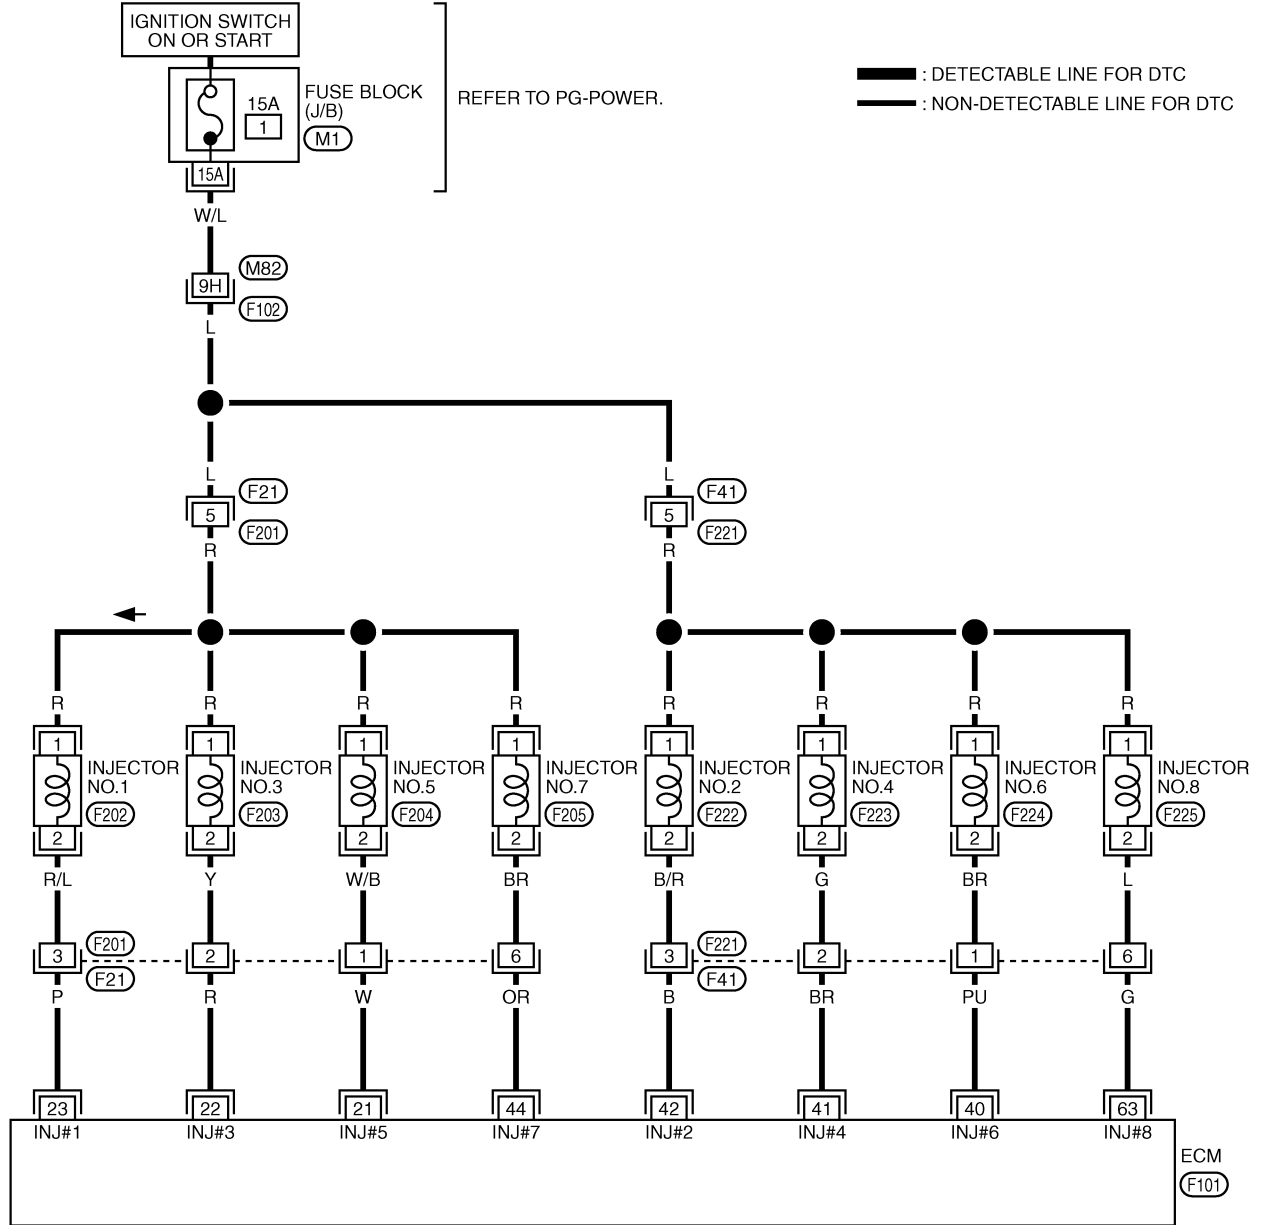 IGNITION SWITCH
ON OR START
FUSE BLOCK
(J/B)
15A
1
M1
REFER TO PG-POWER.
: DETECTABLE LINE FOR DTC
: NON-DETECTABLE LINE FOR DTC
15A
W/L
M82
9H
F102
L
L L
F21 F41
5 5
F201 F221
R R
R R R R R R R R
1 1 1 1 1 1 1 1
INJECTOR INJECTOR INJECTOR INJECTOR INJECTOR INJECTOR INJECTOR INJECTOR
NO.1 NO.3 NO.5 NO.7 NO.2 NO.4 NO.6 NO.8
F202 F203 F204 F205 F222 F223 F224 F225
2 2 2 2 2 2 2 2
R/L Y W/B BR B/R G BR L
F201 F221
3 2 1 6 3 2 1 6
F21 F41
P R W OR B BR PU G
23 22 21 44 42 41 40 63
INJ#1 INJ#3 INJ#5 INJ#7 INJ#2 INJ#4 INJ#6 INJ#8
ECM
F101